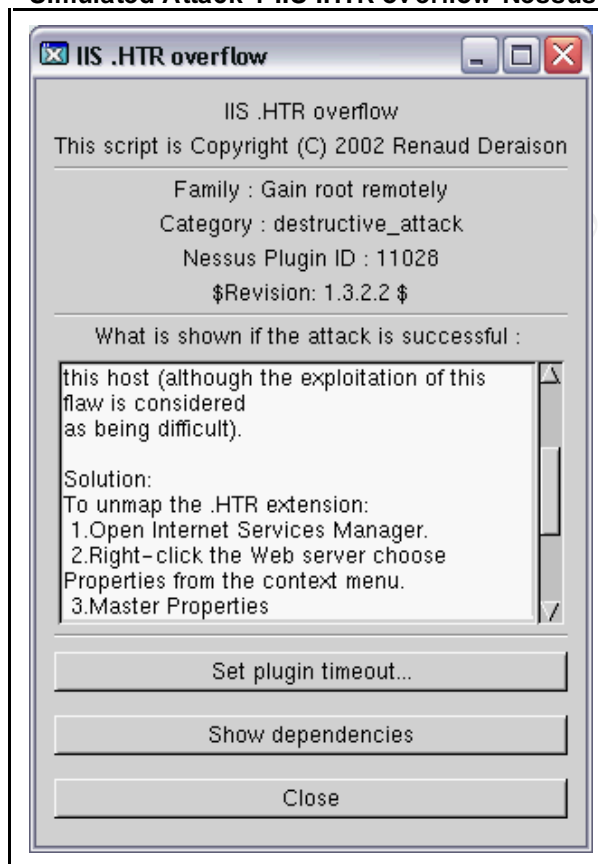 Simulated Attack 4 IIS .HTR overflow Nessus
IIS .HTR overflow
IIS .HTR overflow
This script is Copyright (C) 2002 Renaud Deraison
Family : Gain root remotely
Category : destructive_attack
Nessus Plugin ID : 11028
$Revision: 1.3.2.2 $
What is shown if the attack is successful :
this host (although the exploitation of this
flaw is considered
as being difficult).
Solution:
To unmap the .HTR extension:
1.Open Internet Services Manager.
2.Right-click the Web server choose
Properties from the context menu.
3.Master Properties
Set plugin timeout...
Show dependencies
Close